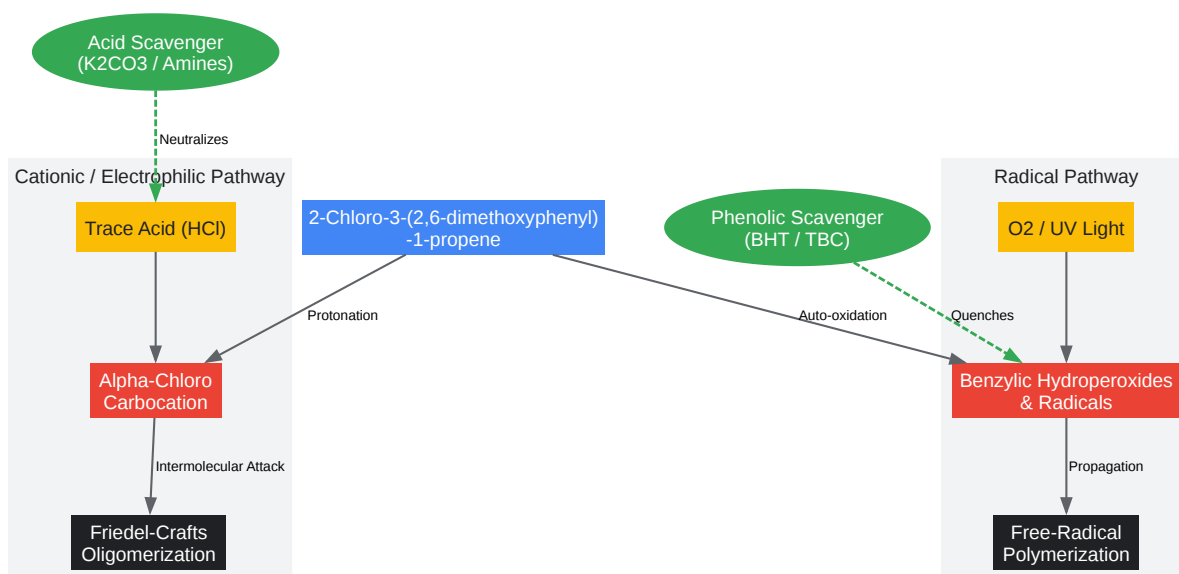 Acid Scavenger
(K2CO3 / Amines)
Neutralizes
Cationic / Electrophilic Pathway
Radical Pathway
Trace Acid (HCl)
2-Chloro-3-(2,6-dimethoxyphenyl)
-1-propene
Phenolic Scavenger
(BHT / TBC)
O2 / UV Light
Protonation
Auto-oxidation
Quenches
Alpha-Chloro
Carbocation
Benzylic Hydroperoxides
& Radicals
Intermolecular Attack
Propagation
Friedel-Crafts
Oligomerization
Free-Radical
Polymerization